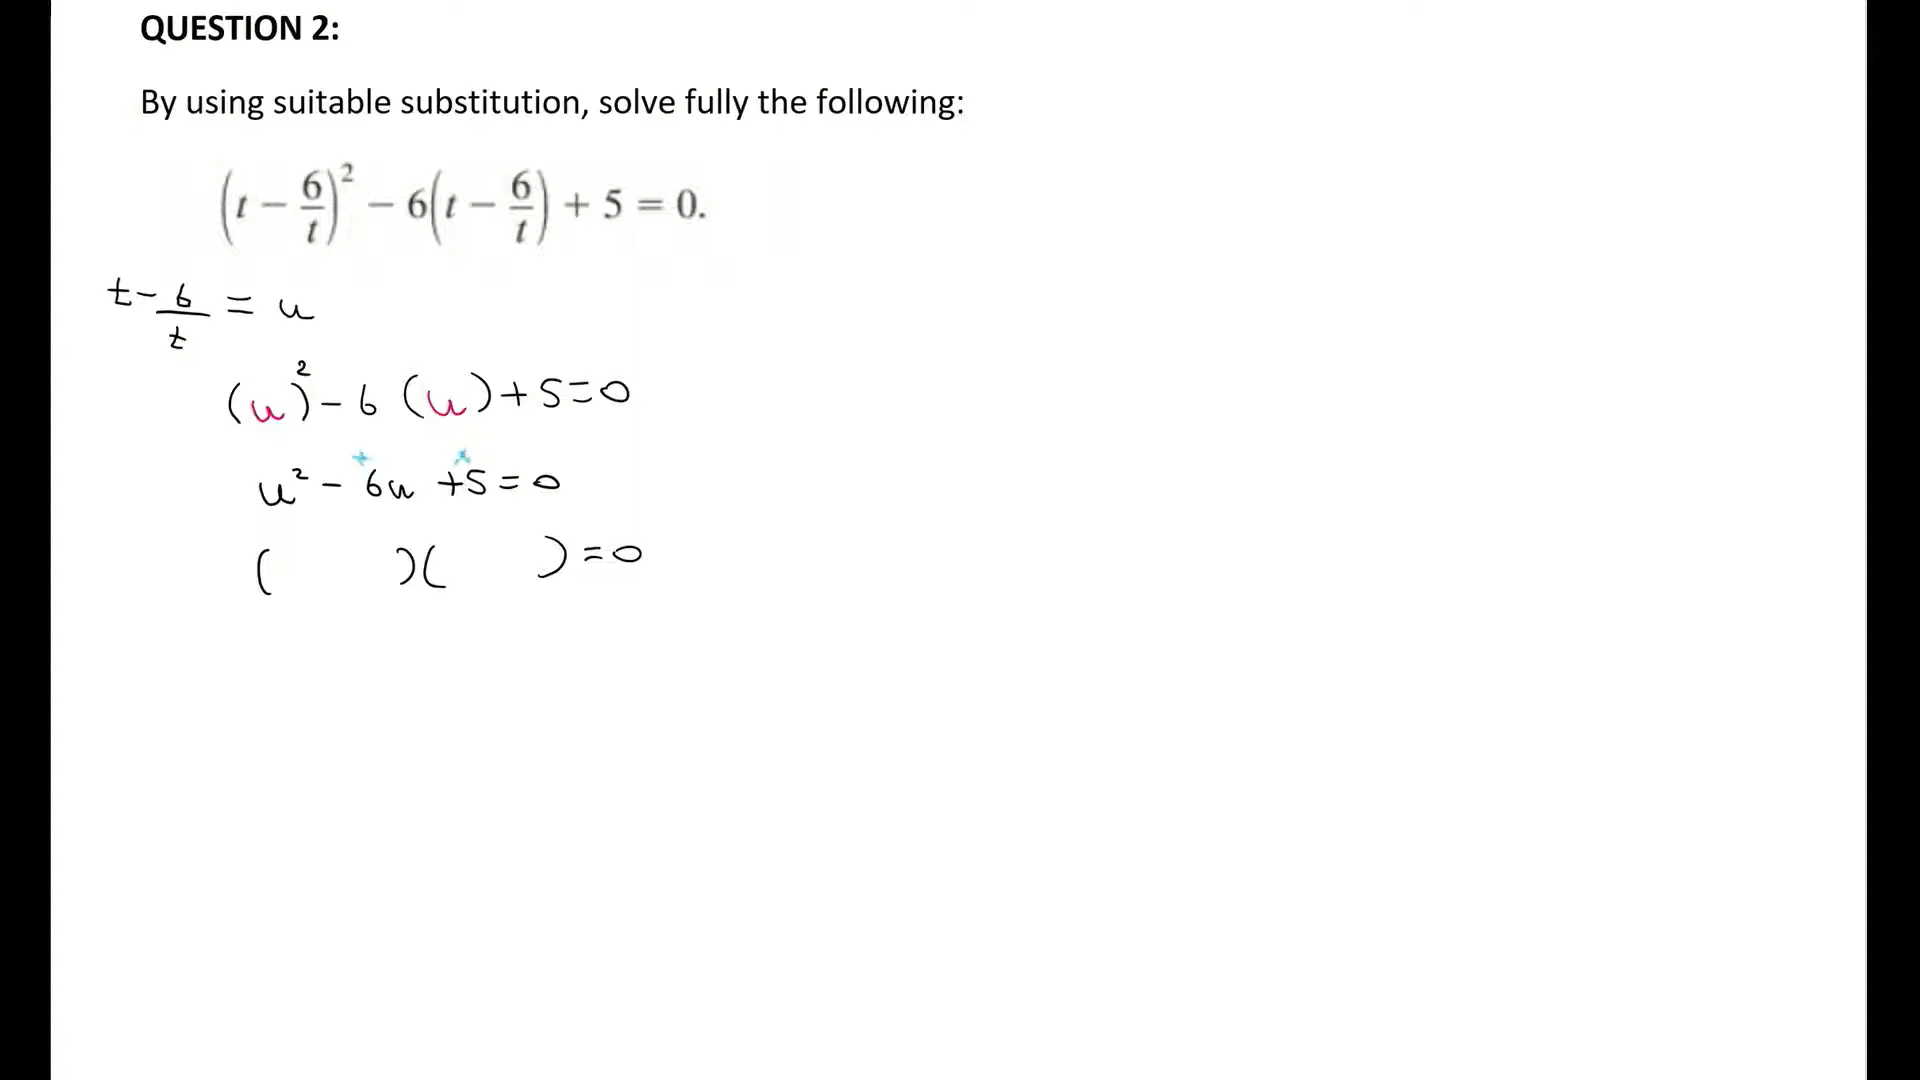 QUESTION 2:
By using suitable substitution, solve fully the following:
(t − 6/t)² − 6(t − 6/t) + 5 = 0.
t − 6/t = u
(u)² − 6 (u) + 5 = 0
u² − 6u + 5 = 0
( )( ) = 0